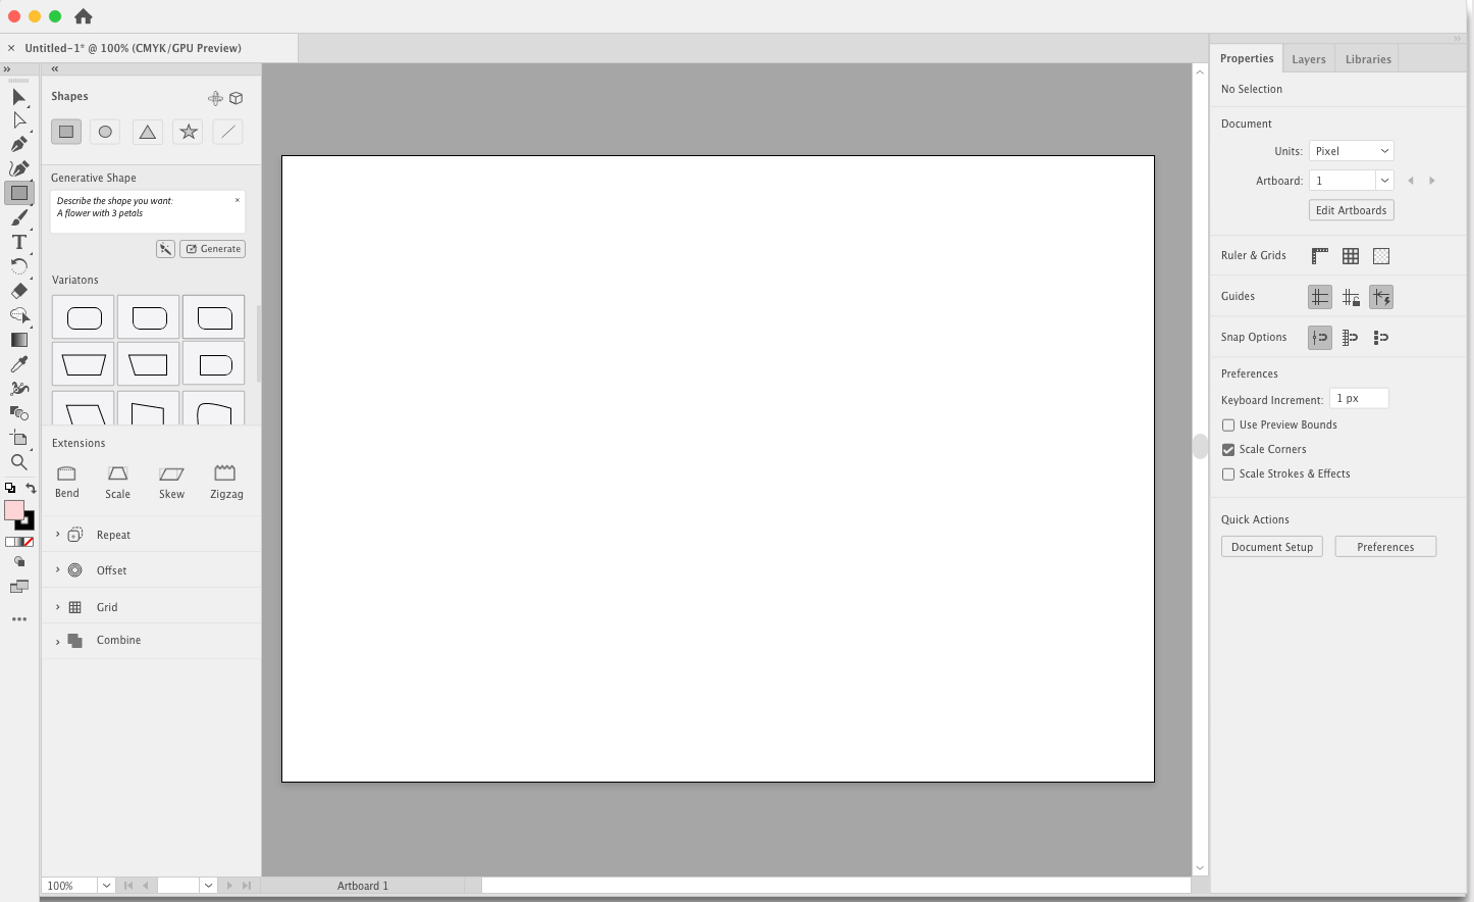 Untitled-1* @ 100% (CMYK/GPU Preview)
Shapes
Generative Shape
Describe the shape you want:
A flower with 3 petals
Generate
Variatons
Extensions
Bend Scale Skew Zigzag
Repeat
Offset
Grid
Combine
100%
Artboard 1
Properties Layers Libraries
No Selection
Document
Units: Pixel
Artboard: 1
Edit Artboards
Ruler & Grids
Guides
Snap Options
Preferences
Keyboard Increment: 1 px
Use Preview Bounds
Scale Corners
Scale Strokes & Effects
Quick Actions
Document Setup Preferences